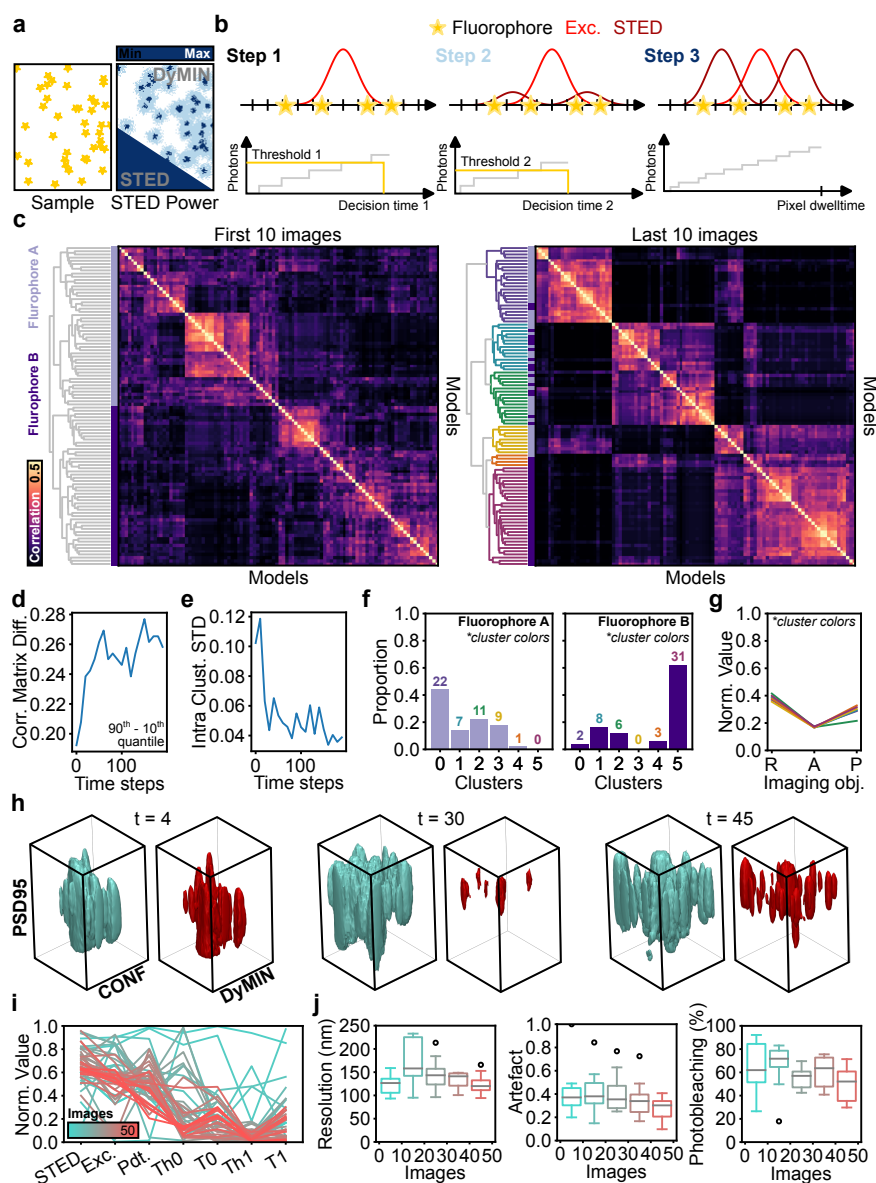 a
Min Max
DyMIN
STED
Sample
STED Power
b
Fluorophore Exc. STED
Step 1
Step 2
Step 3
Photons
Threshold 1
Decision time 1
Photons
Threshold 2
Decision time 2
Photons
Pixel dwelltime
c
First 10 images
Last 10 images
Flurophore A
Flurophore B
Correlation 0.5
Models
Models
Models
Models
d
Corr. Matrix Diff.
0.28
0.26
0.24
0.22
0.20
90th - 10th
quantile
0 100
Time steps
e
Intra Clust. STD
0.12
0.10
0.08
0.06
0.04
0 100
Time steps
f
Proportion
1.0
0.8
0.6
0.4
0.2
0.0
Fluorophore A
*cluster colors
22 7 11 9 1 0
0 1 2 3 4 5
Clusters
Fluorophore B
*cluster colors
2 8 6 0 3 31
0 1 2 3 4 5
Clusters
g
Norm. Value
1.0
0.8
0.6
0.4
0.2
0.0
*cluster colors
R A P
Imaging obj.
h
t = 4
t = 30
t = 45
PSD95
CONF
DyMIN
i
Norm. Value
1.0
0.8
0.6
0.4
0.2
0.0
Images
50
STED Exc. Pdt. Th0 T0 Th1 T1
j
Resolution (nm)
250
200
150
100
50
0
0 10 20 30 40 50
Images
Artefact
1.0
0.8
0.6
0.4
0.2
0.0
0 10 20 30 40 50
Images
Photobleaching (%)
100
80
60
40
20
0
0 10 20 30 40 50
Images